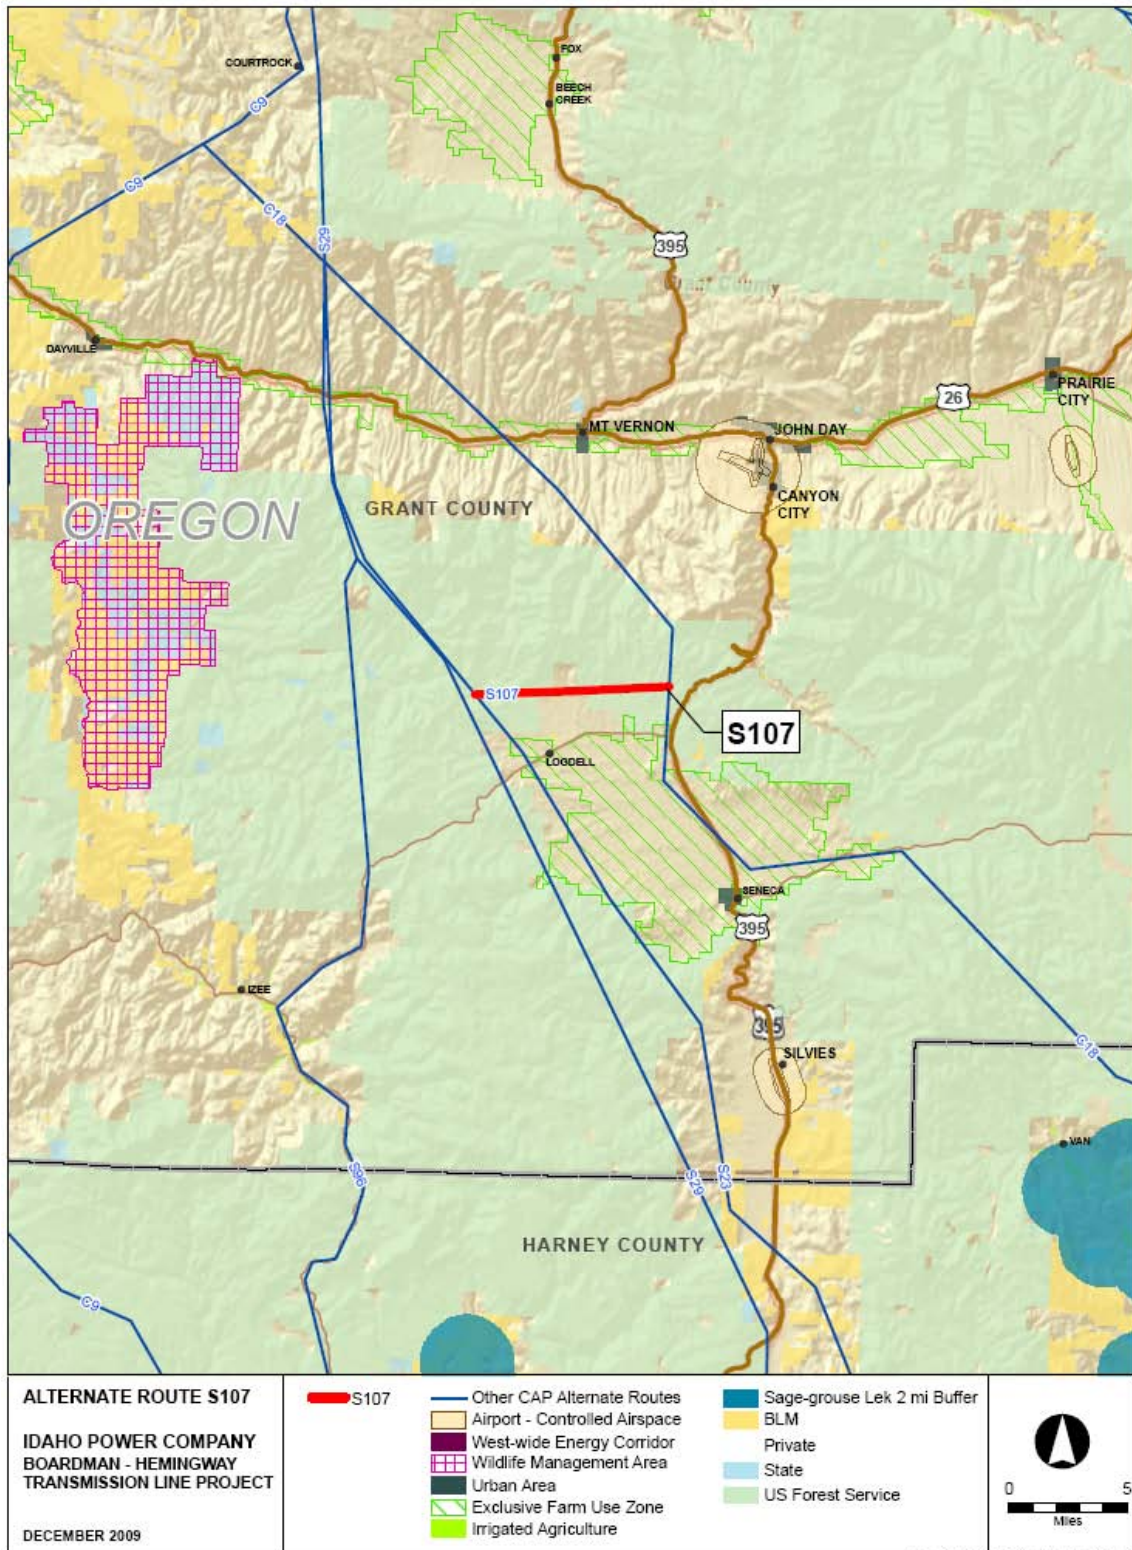 COURTROCK
FOX
BEECH
CREEK
C9
C9
C18
S29
395
Grant County
DAYVILLE
PRAIRIE
CITY
26
MT VERNON
JOHN DAY
CANYON
CITY
OREGON
GRANT COUNTY
S107
S107
LOGDELL
SENECA
395
IZEE
395
SILVIES
C18
VAN
S96
S29
S23
HARNEY COUNTY
C9
ALTERNATE ROUTE S107
IDAHO POWER COMPANY
BOARDMAN - HEMINGWAY
TRANSMISSION LINE PROJECT
DECEMBER 2009
S107
Other CAP Alternate Routes
Airport - Controlled Airspace
West-wide Energy Corridor
Wildlife Management Area
Urban Area
Exclusive Farm Use Zone
Irrigated Agriculture
Sage-grouse Lek 2 mi Buffer
BLM
Private
State
US Forest Service
0 5
Miles